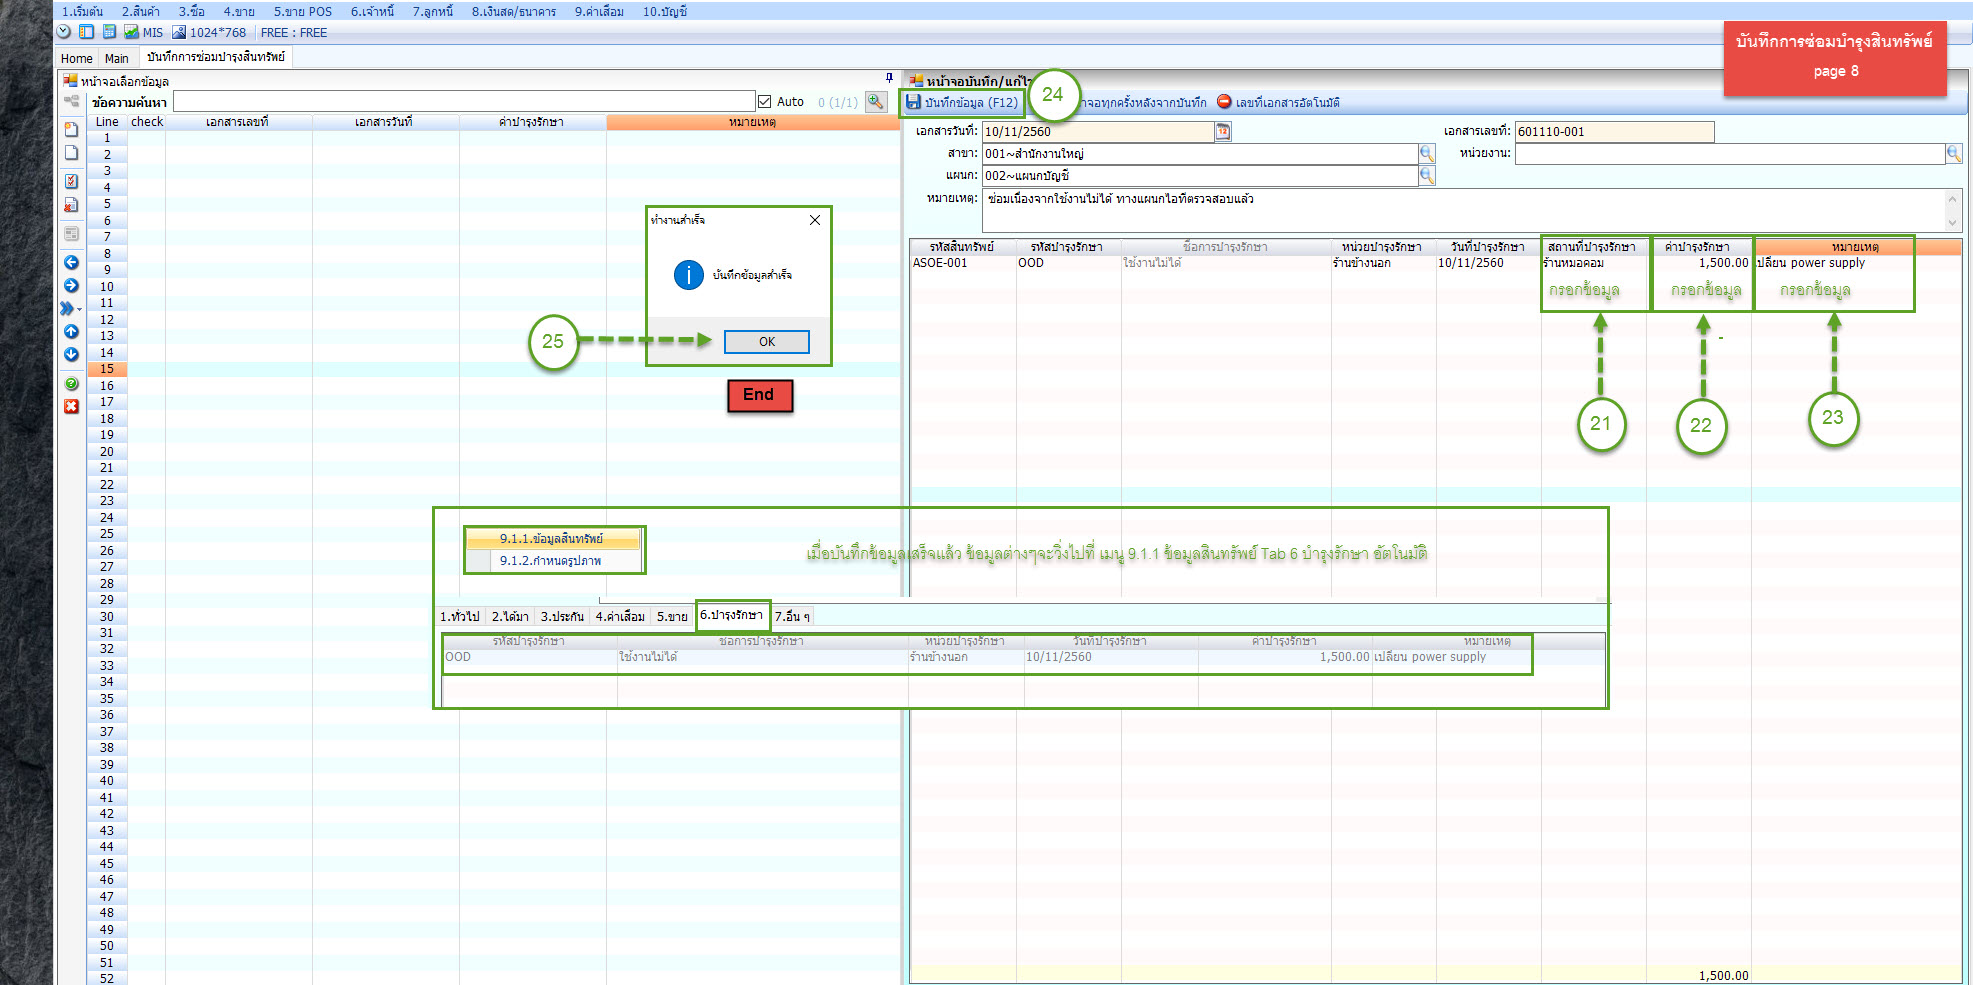 1.เริ่มต้น 2.สินค้า 3.ซื้อ 4.ขาย 5.ขาย POS 6.เจ้าหนี้ 7.ลูกหนี้ 8.เงินสด/ธนาคาร 9.ค่าเสื่อม 10.บัญชี
MIS 1024*768 FREE : FREE
Home Main บันทึกการซ่อมบำรุงสินทรัพย์
บันทึกการซ่อมบำรุงสินทรัพย์
page 8
หน้าจอเลือกข้อมูล
ข้อความค้นหา Auto 0 (1/1)
Line check เอกสารเลขที่ เอกสารวันที่ ค่าบำรุงรักษา หมายเหตุ
1
2
3
4
5
6
7
8
9
10
11
12
13
14
15
16
17
18
19
20
21
22
23
24
25
26
27
28
29
30
31
32
33
34
35
36
37
38
39
40
41
42
43
44
45
46
47
48
49
50
51
52
ทำงานสำเร็จ
บันทึกข้อมูลสำเร็จ
OK
25
End
หน้าจอบันทึก/แก้ไข
บันทึกข้อมูล (F12) 24 จอทุกครั้งหลังจากบันทึก เลขที่เอกสารอัตโนมัติ
เอกสารวันที่: 10/11/2560 เอกสารเลขที่: 601110-001
สาขา: 001~สำนักงานใหญ่ หน่วยงาน:
แผนก: 002~แผนกบัญชี
หมายเหตุ: ซ่อมเนื่องจากใช้งานไม่ได้ ทางแผนกไอทีตรวจสอบแล้ว
รหัสสินทรัพย์ รหัสบำรุงรักษา ชื่อการบำรุงรักษา หน่วยบำรุงรักษา วันที่บำรุงรักษา สถานที่บำรุงรักษา ค่าบำรุงรักษา หมายเหตุ
ASOE-001 OOD ใช้งานไม่ได้ ร้านข้างนอก 10/11/2560 ร้านหมอคอม 1,500.00 เปลี่ยน power supply
กรอกข้อมูล กรอกข้อมูล กรอกข้อมูล
21 22 23
9.1.1.ข้อมูลสินทรัพย์
9.1.2.กำหนดรูปภาพ
เมื่อบันทึกข้อมูลเสร็จแล้ว ข้อมูลต่างๆจะวิ่งไปที่ เมนู 9.1.1 ข้อมูลสินทรัพย์ Tab 6 บำรุงรักษา อัตโนมัติ
1.ทั่วไป 2.ได้มา 3.ประกัน 4.ค่าเสื่อม 5.ขาย 6.บำรุงรักษา 7.อื่น ๆ
รหัสบำรุงรักษา ชื่อการบำรุงรักษา หน่วยบำรุงรักษา วันที่บำรุงรักษา ค่าบำรุงรักษา หมายเหตุ
OOD ใช้งานไม่ได้ ร้านข้างนอก 10/11/2560 1,500.00 เปลี่ยน power supply
1,500.00